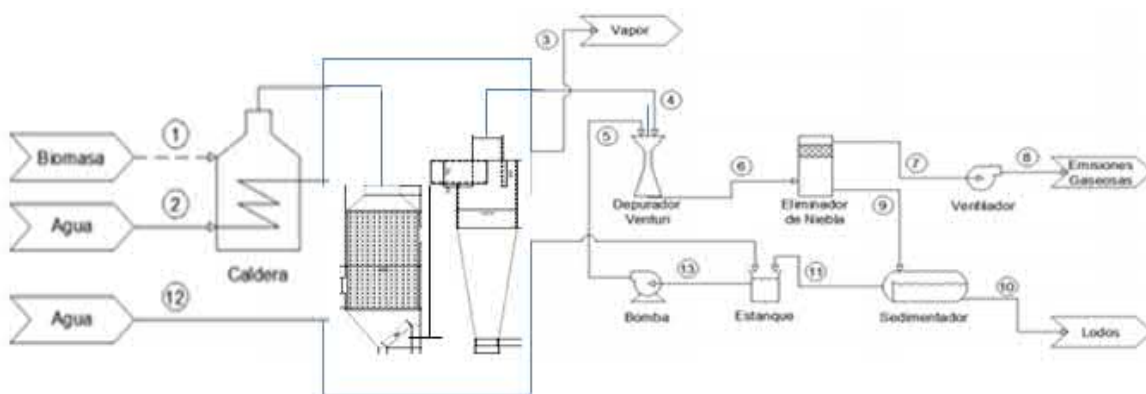 3
Vapor
4
5
1
Biomasa
6
7
8
Emisiones
Gaseosas
Depurador
Venturi
Eliminador
de Niebla
Ventilador
2
Agua
9
Caldera
12
Agua
13
11
10
Bomba
Estanque
Sedimentador
Lodos